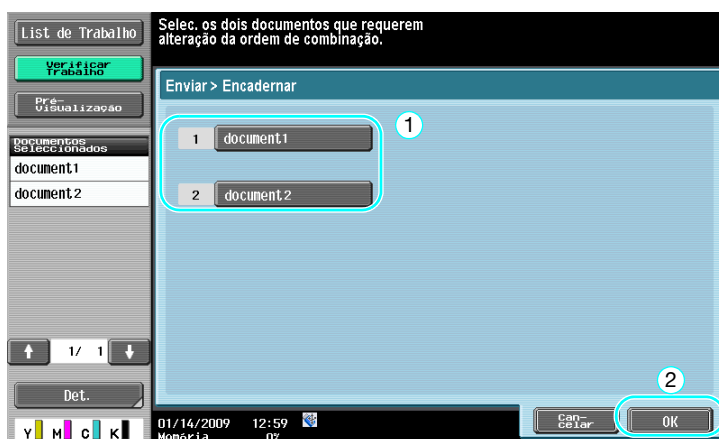 List de Trabalho
Verificar
Trabalho
Pré-
Visualização
Documentos
Seleccionados
document1
document2
1/ 1
Det.
Y M C K
Selec. os dois documentos que requerem
alteração da ordem de combinação.
Enviar > Encadernar
1
1 document1
2 document2
2
Can-
celar
OK
01/14/2009 12:59
Memória 0%